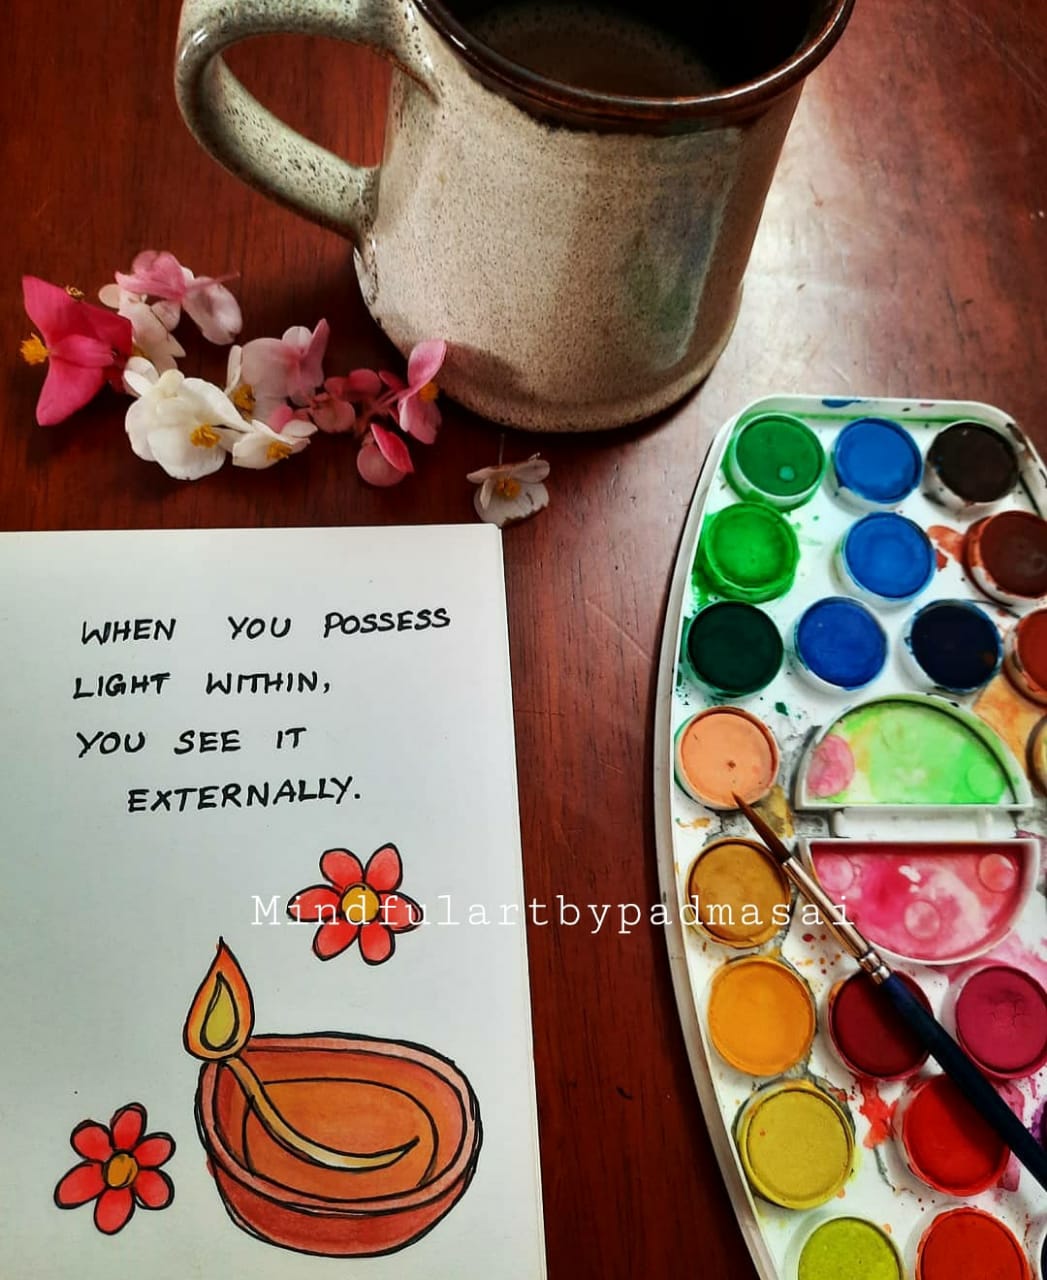 WHEN YOU POSSESS
LIGHT WITHIN,
YOU SEE IT
EXTERNALLY.
Mindfulartbypadmasai